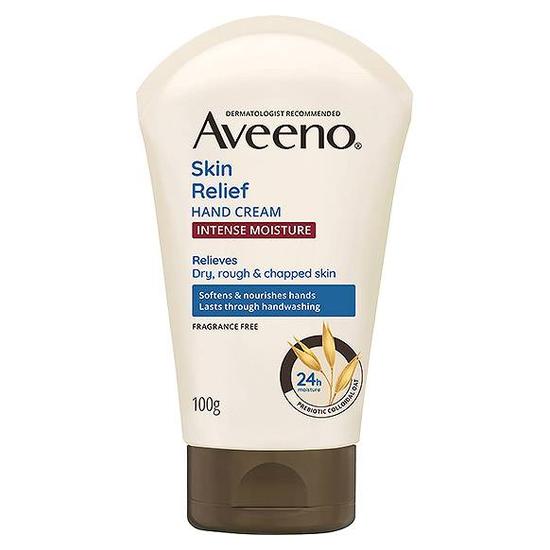 DERMATOLOGIST RECOMMENDED
Aveeno®
Skin
Relief
HAND CREAM
INTENSE MOISTURE
Relieves
Dry, rough & chapped skin
Softens & nourishes hands
Lasts through handwashing
FRAGRANCE FREE
24h
moisture
PREBIOTIC COLLOIDAL OAT
100g